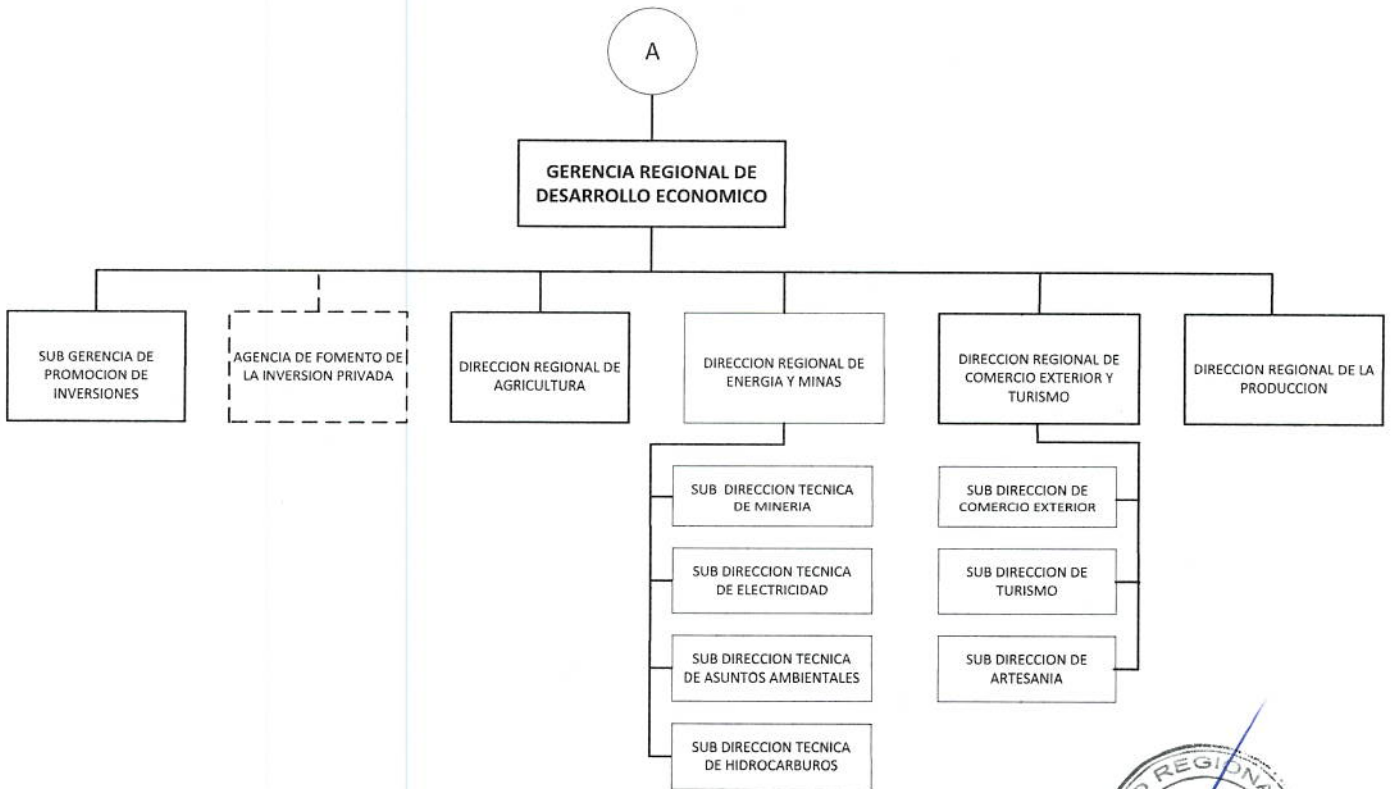 A
GERENCIA REGIONAL DE
DESARROLLO ECONOMICO
SUB GERENCIA DE
PROMOCION DE
INVERSIONES
AGENCIA DE FOMENTO DE
LA INVERSION PRIVADA
DIRECCION REGIONAL DE
AGRICULTURA
DIRECCION REGIONAL DE
ENERGIA Y MINAS
DIRECCION REGIONAL DE
COMERCIO EXTERIOR Y
TURISMO
DIRECCION REGIONAL DE LA
PRODUCCION
SUB DIRECCION TECNICA
DE MINERIA
SUB DIRECCION TECNICA
DE ELECTRICIDAD
SUB DIRECCION TECNICA
DE ASUNTOS AMBIENTALES
SUB DIRECCION TECNICA
DE HIDROCARBUROS
SUB DIRECCION DE
COMERCIO EXTERIOR
SUB DIRECCION DE
TURISMO
SUB DIRECCION DE
ARTESANIA